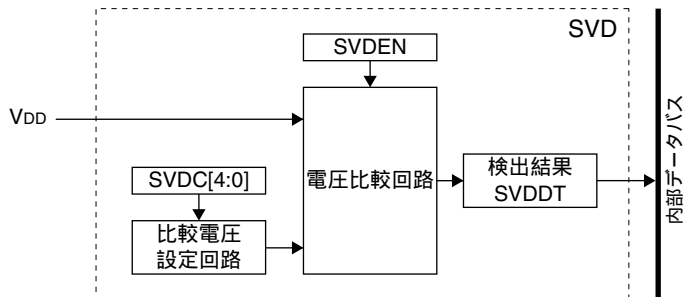 SVD
SVDEN
VDD
電圧比較回路
SVDC[4:0]
比較電圧
設定回路
検出結果
SVDDT
内部データバス